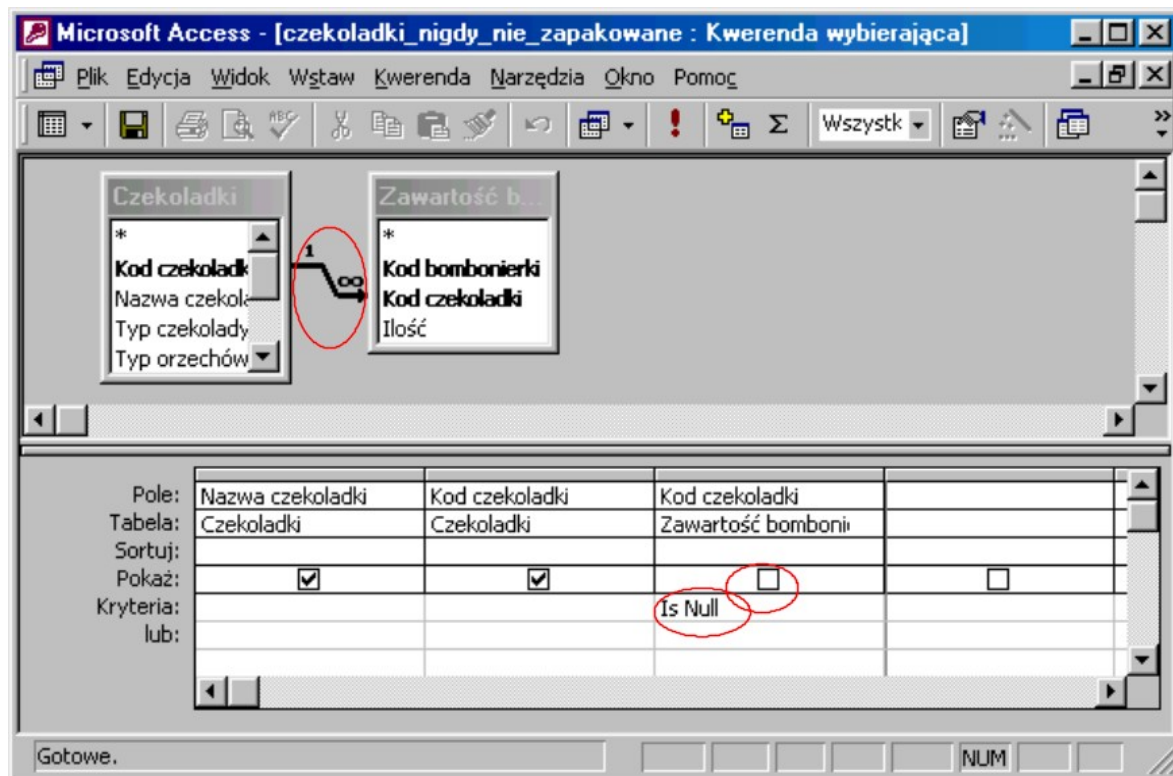 Microsoft Access - [czekoladki_nigdy_nie_zapakowane : Kwerenda wybierająca]
Plik Edycja Widok Wstaw Kwerenda Narzędzia Okno Pomoc
ABC Σ Wszystk
Czekoladki
*
Kod czekoladk
Nazwa czekola
Typ czekolady
Typ orzechów
1 ∞
Zawartość b...
*
Kod bombonierki
Kod czekoladki
Ilość
Pole: Nazwa czekoladki Kod czekoladki Kod czekoladki
Tabela: Czekoladki Czekoladki Zawartość bomboni
Sortuj:
Pokaż:
Kryteria: Is Null
lub:
Gotowe. NUM